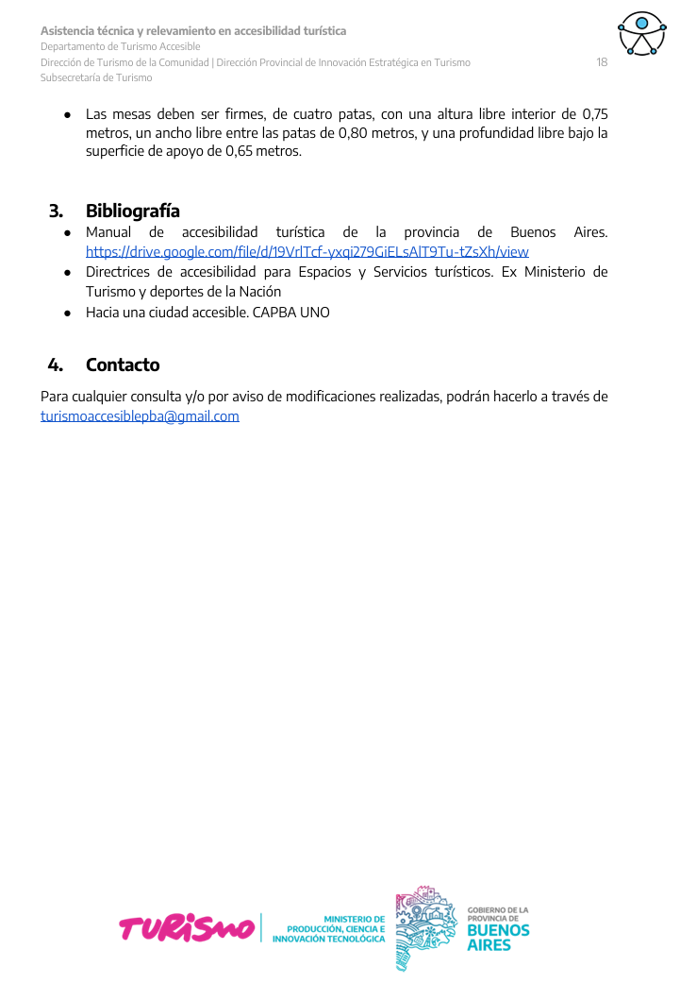 Asistencia técnica y relevamiento en accesibilidad turística
Departamento de Turismo Accesible
Dirección de Turismo de la Comunidad | Dirección Provincial de Innovación Estratégica en Turismo
18
Subsecretaría de Turismo
● Las mesas deben ser firmes, de cuatro patas, con una altura libre interior de 0,75
metros, un ancho libre entre las patas de 0,80 metros, y una profundidad libre bajo la
superficie de apoyo de 0,65 metros.
3. Bibliografía
● Manual de accesibilidad turística de la provincia de Buenos Aires.
https://drive.google.com/file/d/19VrlTcf-yxqi279GiELsAlT9Tu-tZsXh/view
● Directrices de accesibilidad para Espacios y Servicios turísticos. Ex Ministerio de
Turismo y deportes de la Nación
● Hacia una ciudad accesible. CAPBA UNO
4. Contacto
Para cualquier consulta y/o por aviso de modificaciones realizadas, podrán hacerlo a través de
turismoaccesiblepba@gmail.com
TURiSmo
MINISTERIO DE
PRODUCCIÓN, CIENCIA E
INNOVACIÓN TECNOLÓGICA
GOBIERNO DE LA
PROVINCIA DE
BUENOS
AIRES